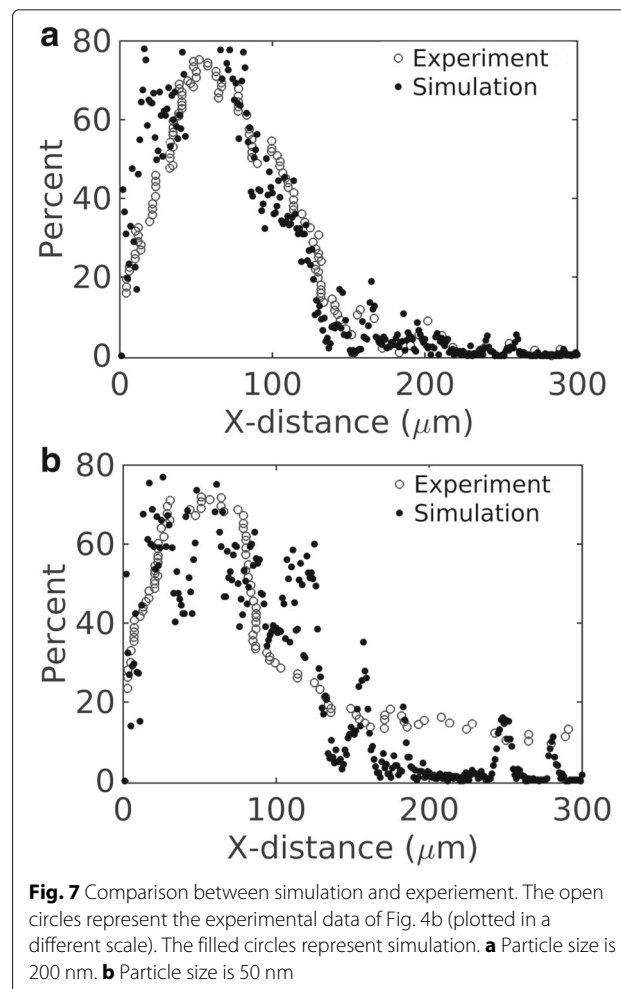 a
80
60
40
20
0
Percent
Experiment
Simulation
0 100 200 300
X-distance (μm)
b
80
60
40
20
0
Percent
Experiment
Simulation
0 100 200 300
X-distance (μm)
Fig. 7 Comparison between simulation and experiement. The open
circles represent the experimental data of Fig. 4b (plotted in a
different scale). The filled circles represent simulation. a Particle size is
200 nm. b Particle size is 50 nm